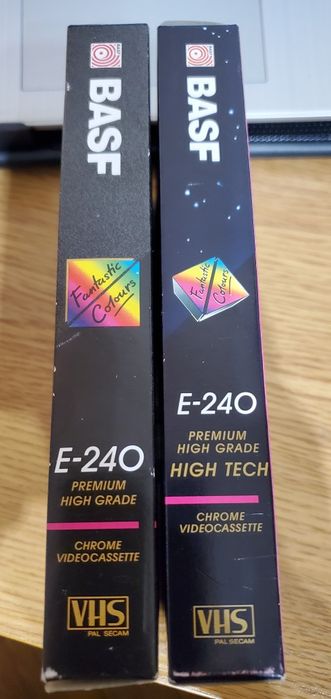 BASF
Fantastic
Colours
E-240
PREMIUM
HIGH GRADE
CHROME
VIDEOCASSETTE
VHS
PAL SECAM
BASF
Fantastic
Colours
E-240
PREMIUM
HIGH GRADE
HIGH TECH
CHROME
VIDEOCASSETTE
VHS
PAL SECAM